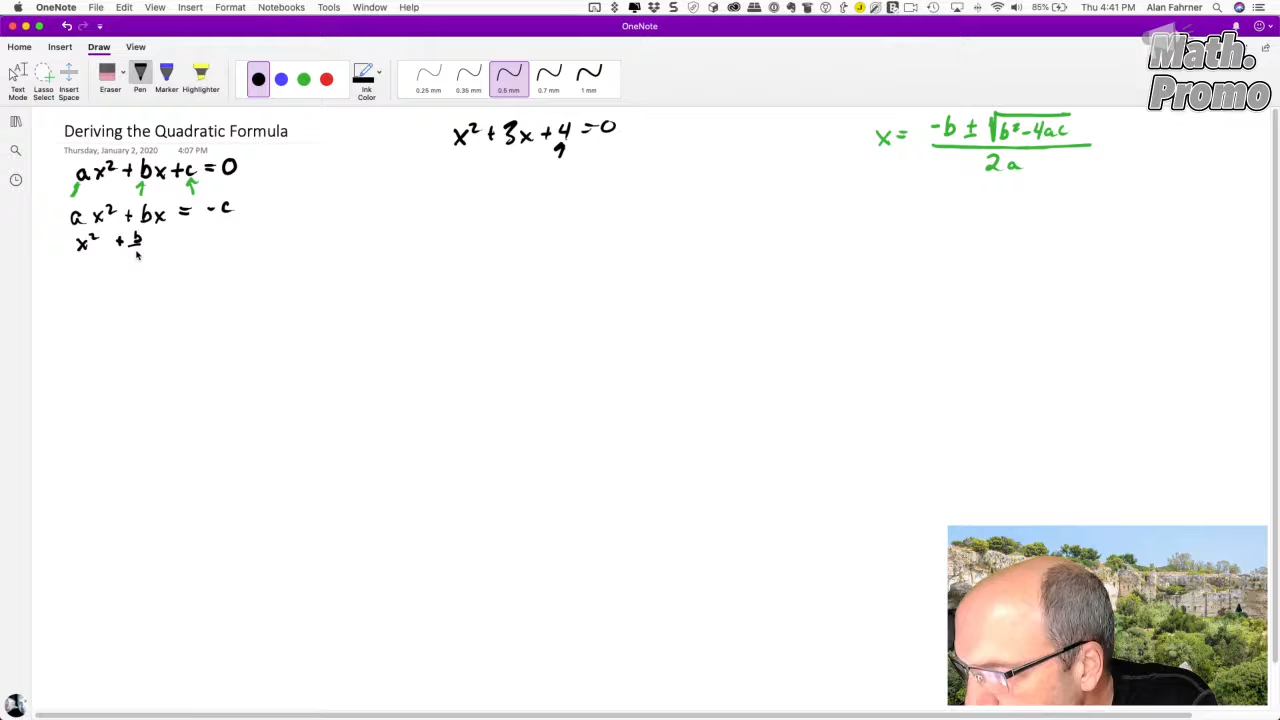 OneNote File Edit View Insert Format Notebooks Tools Window Help 85% Thu 4:41 PM Alan Fahrner
OneNote
Home Insert Draw View
Math.
Promo
Text Mode
Lasso Select
Insert Space
Eraser
Pen
Marker
Highlighter
Ink Color
0.25 mm
0.35 mm
0.5 mm
0.7 mm
1 mm
Deriving the Quadratic Formula
Thursday, January 2, 2020 4:07 PM
ax² + bx + c = 0
ax² + bx = -c
x² + b
x² + 3x + 4 = 0
x = (-b ± √(b² - 4ac)) / 2a